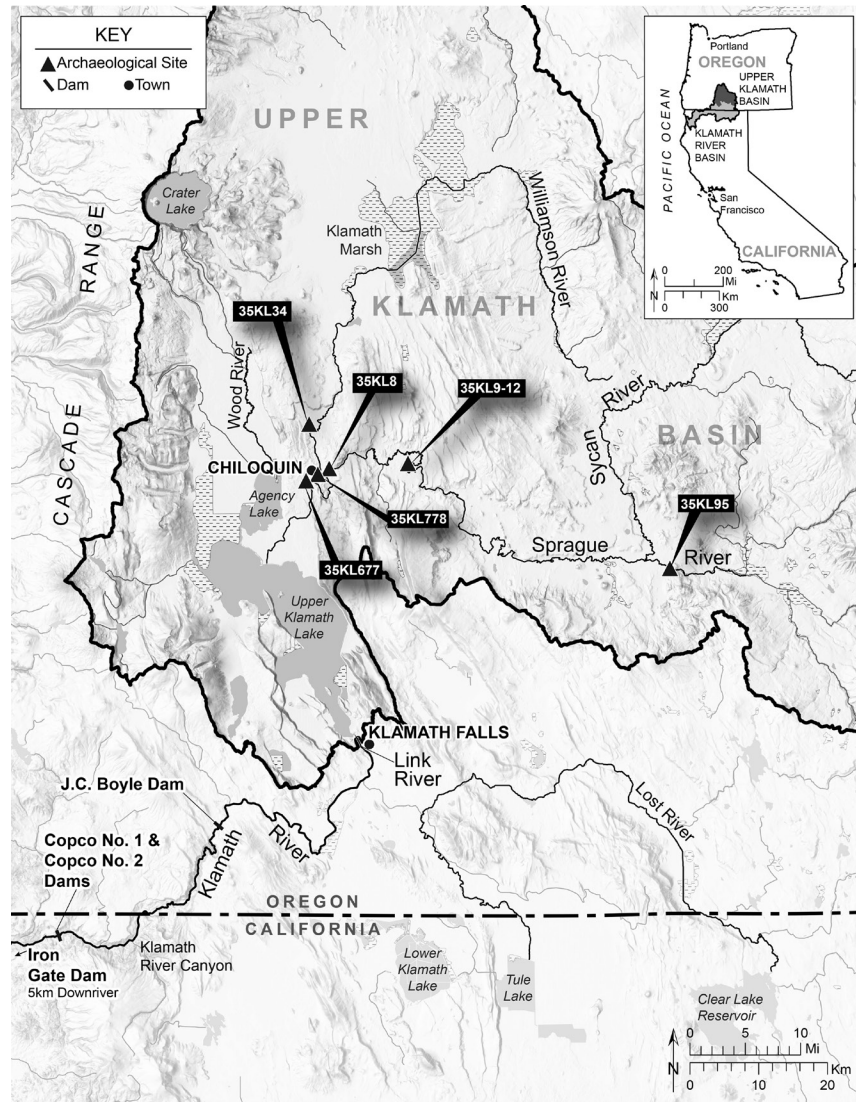 KEY
Archaeological Site
Dam
Town
Portland
OREGON
UPPER
KLAMATH
BASIN
PACIFIC OCEAN
KLAMATH
RIVER
BASIN
San
Francisco
CALIFORNIA
N
0 200
Mi
Km
0 300
UPPER
KLAMATH
BASIN
Crater
Lake
CASCADE RANGE
Klamath
Marsh
Williamson River
Wood River
35KL34
35KL8
35KL9-12
Sycan River
CHILOQUIN
Agency
Lake
35KL778
35KL677
35KL95
Sprague River
Upper
Klamath
Lake
KLAMATH FALLS
Link
River
J.C. Boyle Dam
Klamath River
Lost River
Copco No. 1 &
Copco No. 2
Dams
OREGON
CALIFORNIA
Iron
Gate Dam
5km Downriver
Klamath
River Canyon
Lower
Klamath
Lake
Tule
Lake
Clear Lake
Reservoir
N
0 5 10
Mi
Km
0 10 20